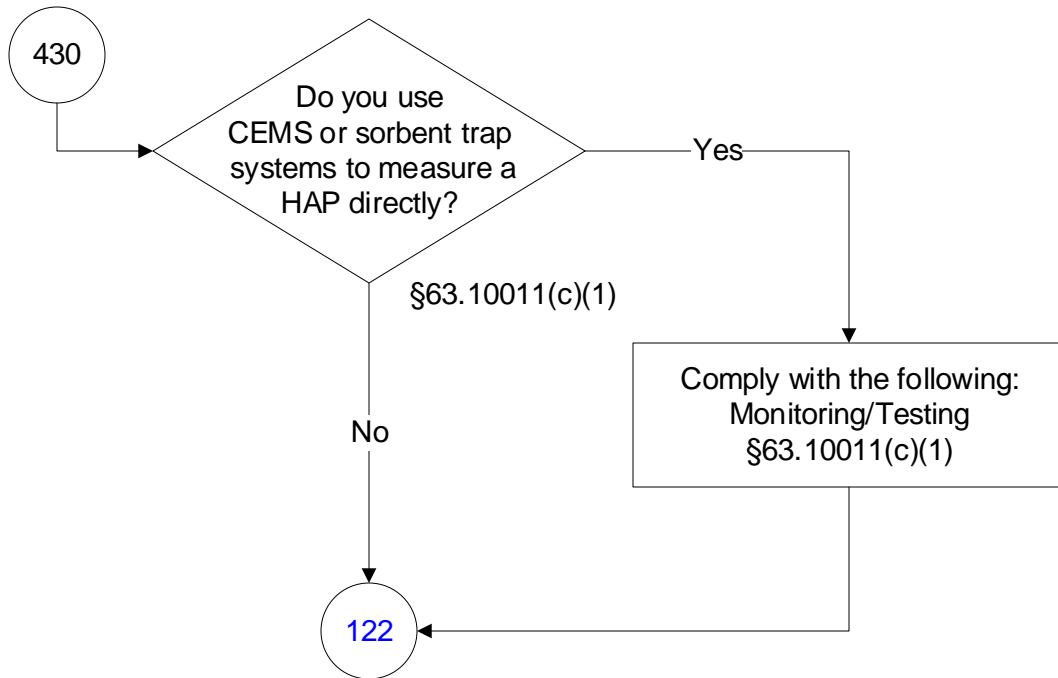 430
Do you use
CEMS or sorbent trap
systems to measure a
HAP directly?
Yes
§63.10011(c)(1)
Comply with the following:
Monitoring/Testing
§63.10011(c)(1)
No
122